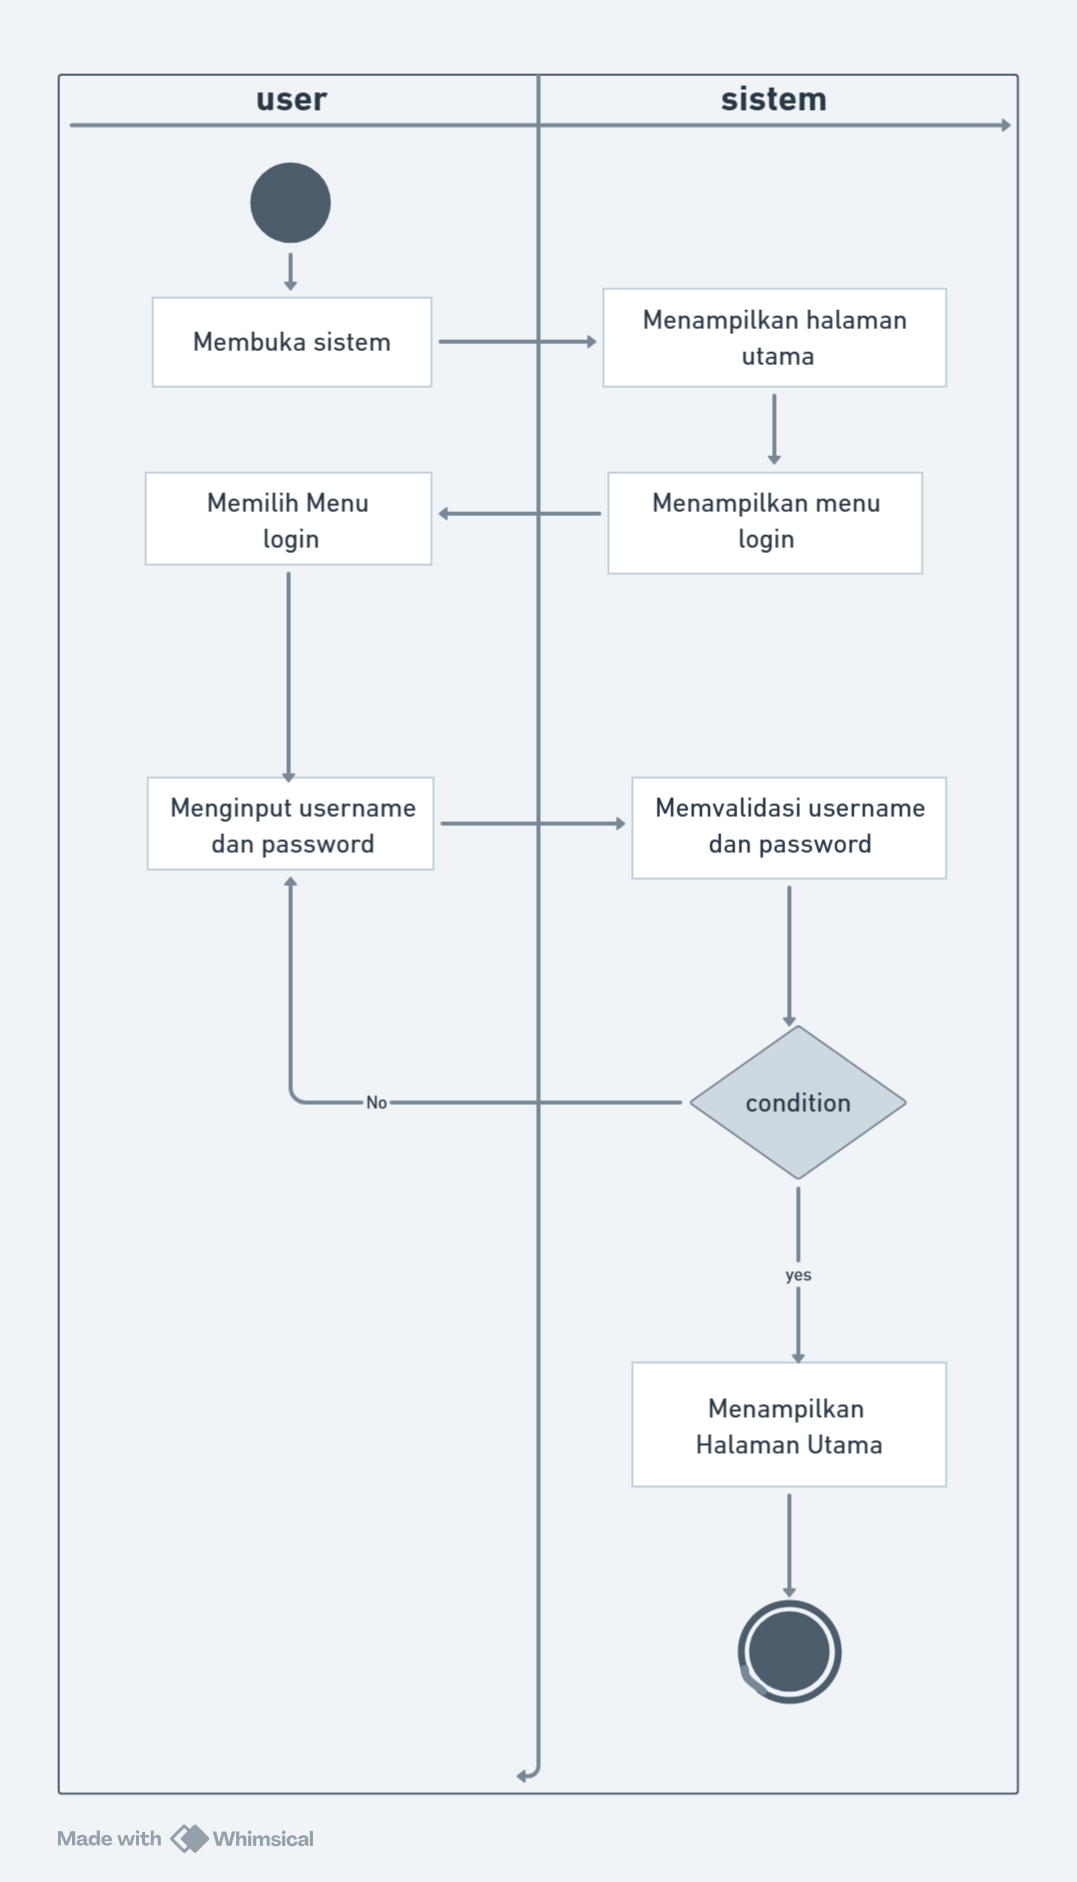 user
sistem
Membuka sistem
Menampilkan halaman
utama
Memilih Menu
login
Menampilkan menu
login
Menginput username
dan password
Memvalidasi username
dan password
condition
No
yes
Menampilkan
Halaman Utama
Made with Whimsical